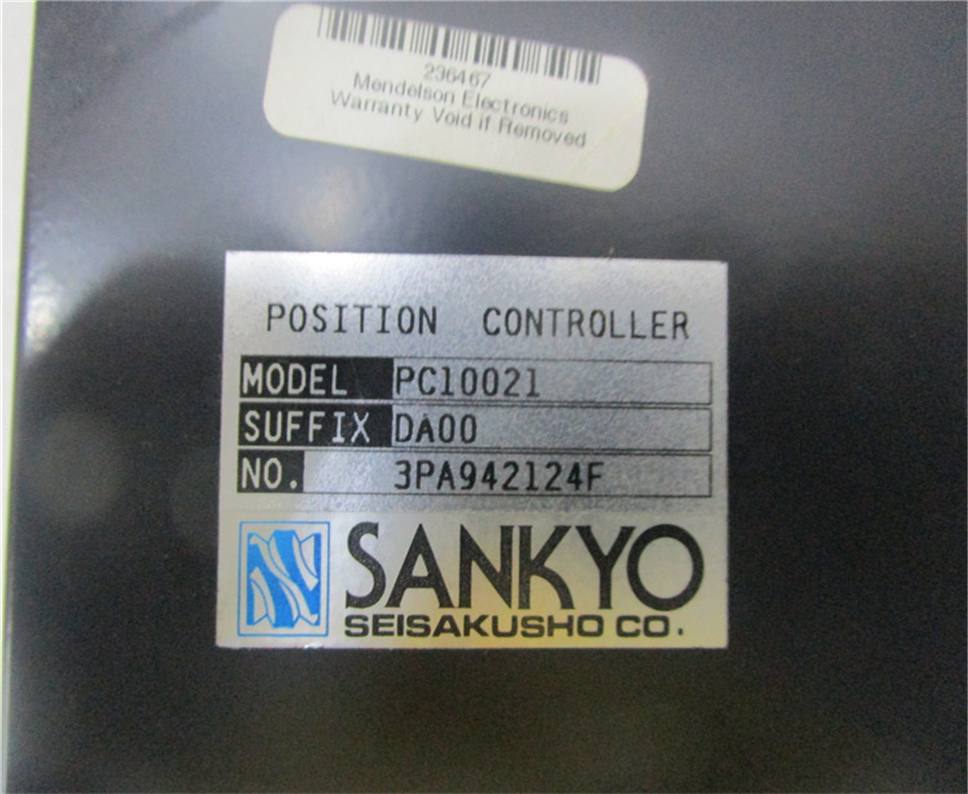 236467
Mendelson Electronics
Warranty Void if Removed
POSITION CONTROLLER
MODEL PC10021
SUFFIX DA00
NO. 3PA942124F
SANKYO
SEISAKUSHO CO.